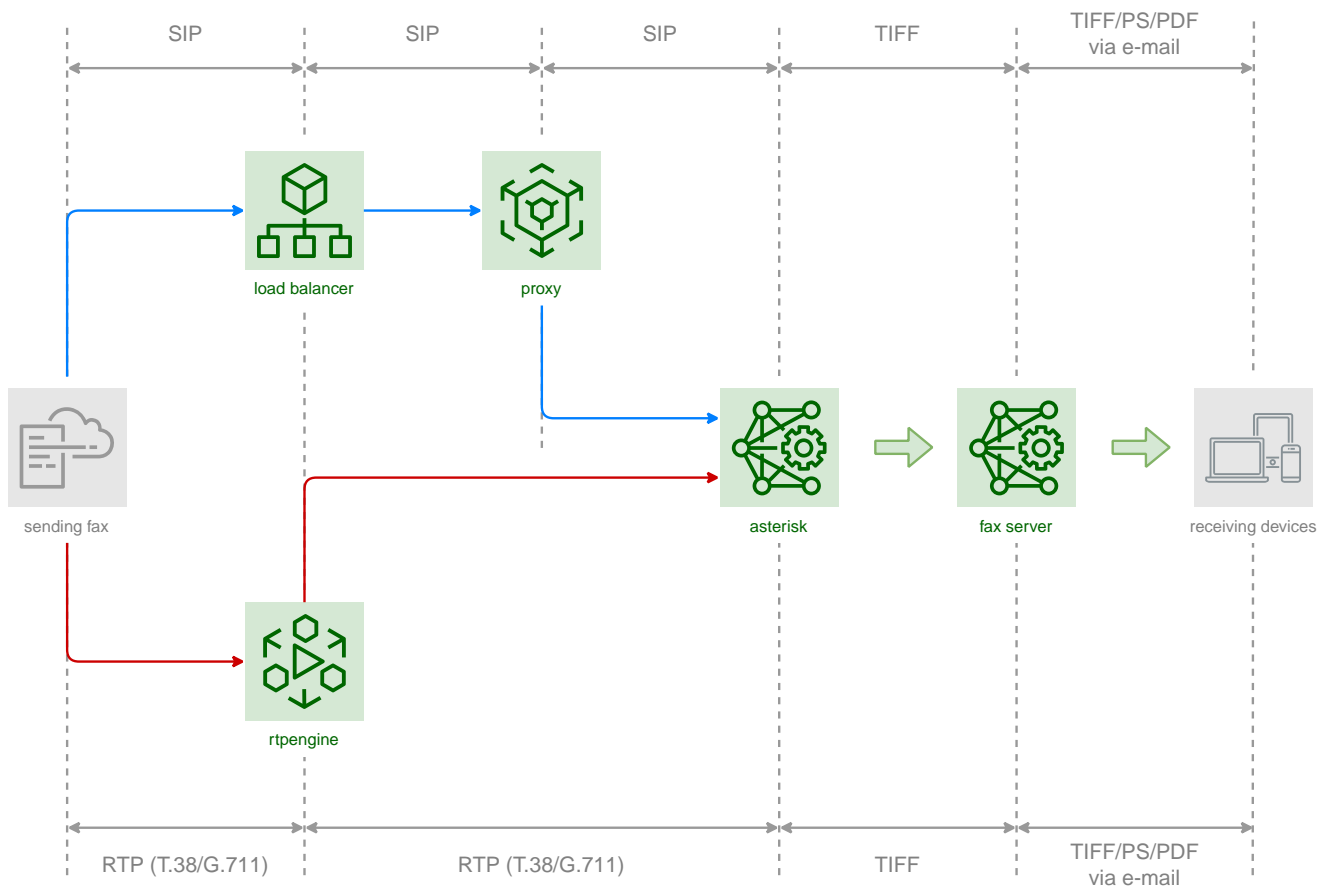 SIP
SIP
SIP
TIFF
TIFF/PS/PDF
via e-mail
load balancer
proxy
sending fax
asterisk
fax server
receiving devices
rtpengine
RTP (T.38/G.711)
RTP (T.38/G.711)
TIFF
TIFF/PS/PDF
via e-mail